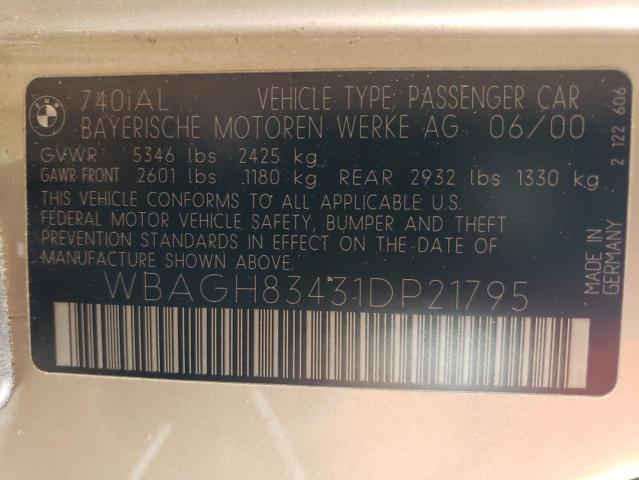 BMW
740iAL VEHICLE TYPE, PASSENGER CAR
BAYERISCHE MOTOREN WERKE AG 06/00
GVWR 5346 lbs 2425 kg
GAWR FRONT 2601 lbs 1180 kg REAR 2932 lbs 1330 kg
THIS VEHICLE CONFORMS TO ALL APPLICABLE U.S.
FEDERAL MOTOR VEHICLE, SAFETY, BUMPER AND THEFT
PREVENTION STANDARDS IN EFFECT ON THE DATE OF
MANUFACTURE SHOWN ABOVE.
WBAGH83431DP21795
MADE IN GERMANY 2 122 606